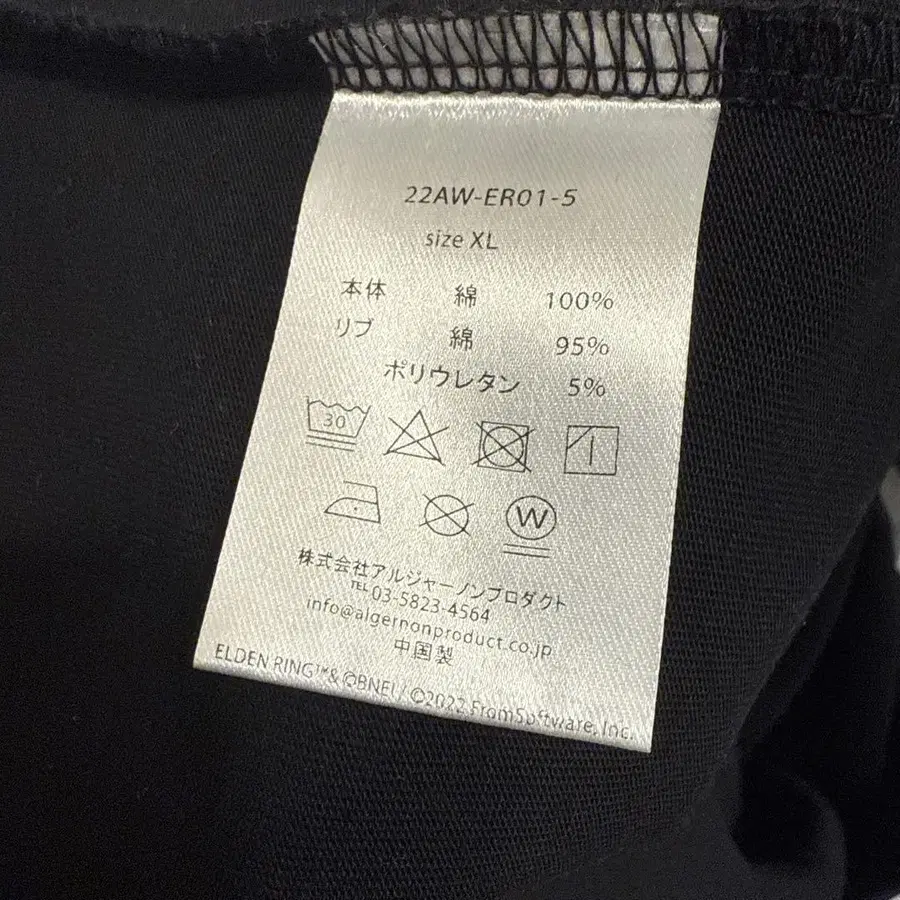 22AW-ER01-5
size XL
本体 綿 100%
リブ 綿 95%
ポリウレタン 5%
30
W
株式会社アルジャーノンプロダクト
TEL 03-5823-4564
info@algernonproduct.co.jp
中国製
ELDEN RING™& ©BNEI / ©2022 FromSoftware, Inc.